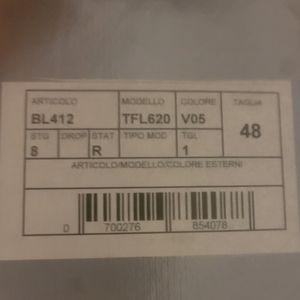 ARTICOLO MODELLO COLORE TAGLIA
BL412 TFL620 V05 48
STG DROP STAT TIPO MOD TGL
8 R 1
ARTICOLO/MODELLO/COLORE ESTERNI
0 700276 854078